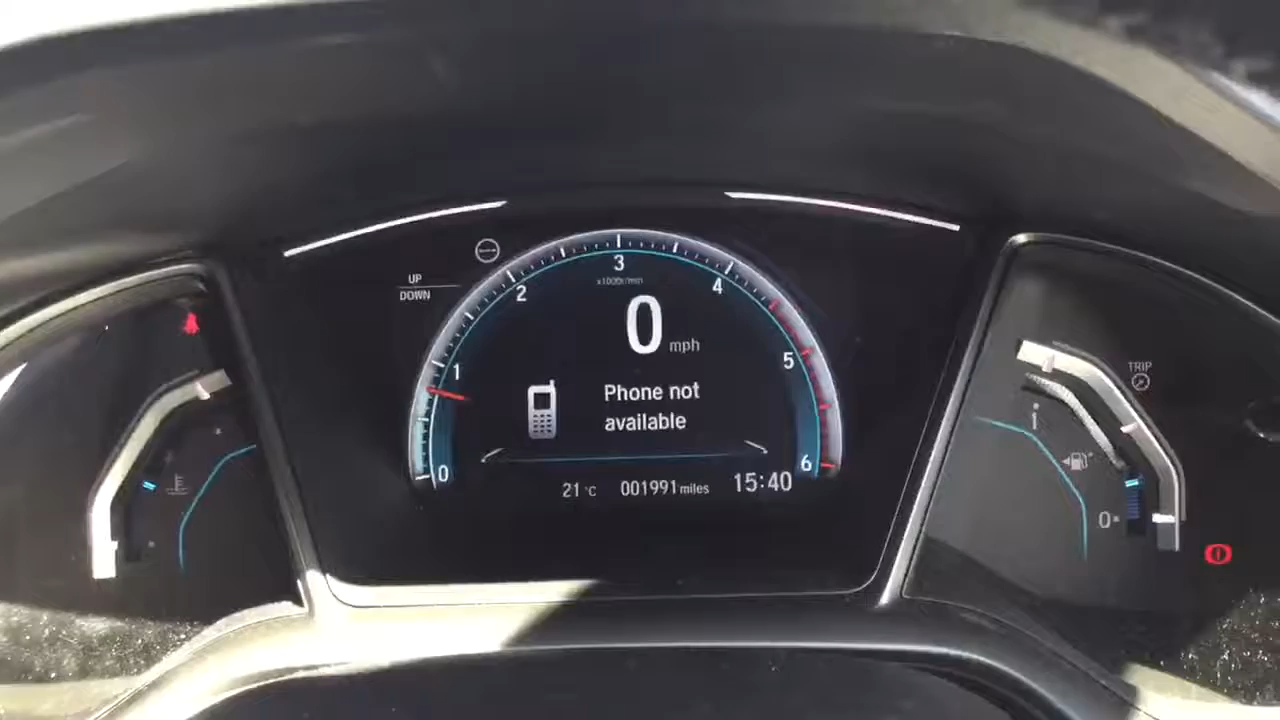 UP
DOWN
3
x1000r/min
2
4
0 mph
1
5
Phone not
available
0
6
21 °C 001991 miles 15:40
TRIP
i
0